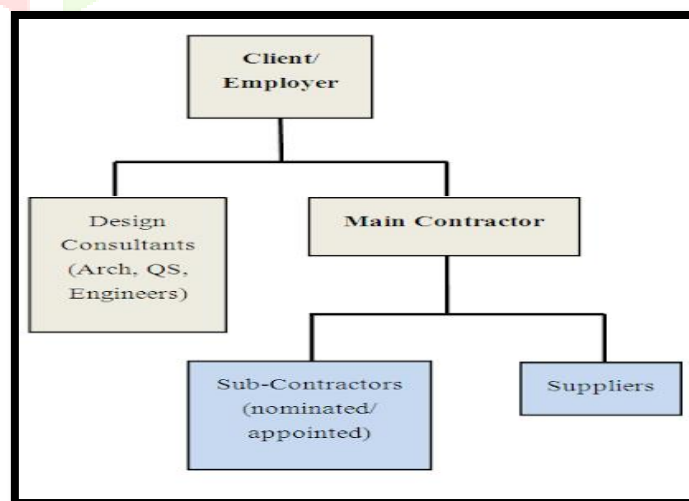 Client/
Employer
Design
Consultants
(Arch, QS,
Engineers)
Main Contractor
Sub-Contractors
(nominated/
appointed)
Suppliers